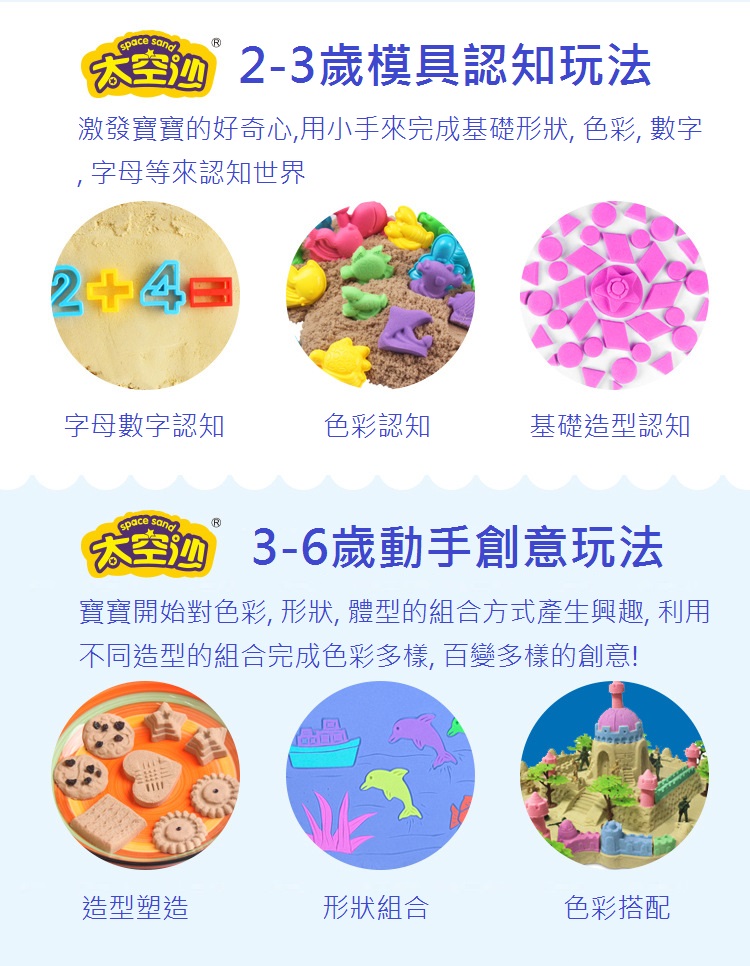 space sand
太空沙®
2-3歲模具認知玩法
激發寶寶的好奇心,用小手來完成基礎形狀, 色彩, 數字
, 字母等來認知世界
2+4=
字母數字認知
色彩認知
基礎造型認知
space sand
太空沙®
3-6歲動手創意玩法
寶寶開始對色彩, 形狀, 體型的組合方式產生興趣, 利用
不同造型的組合完成色彩多樣, 百變多樣的創意!
造型塑造
形狀組合
色彩搭配